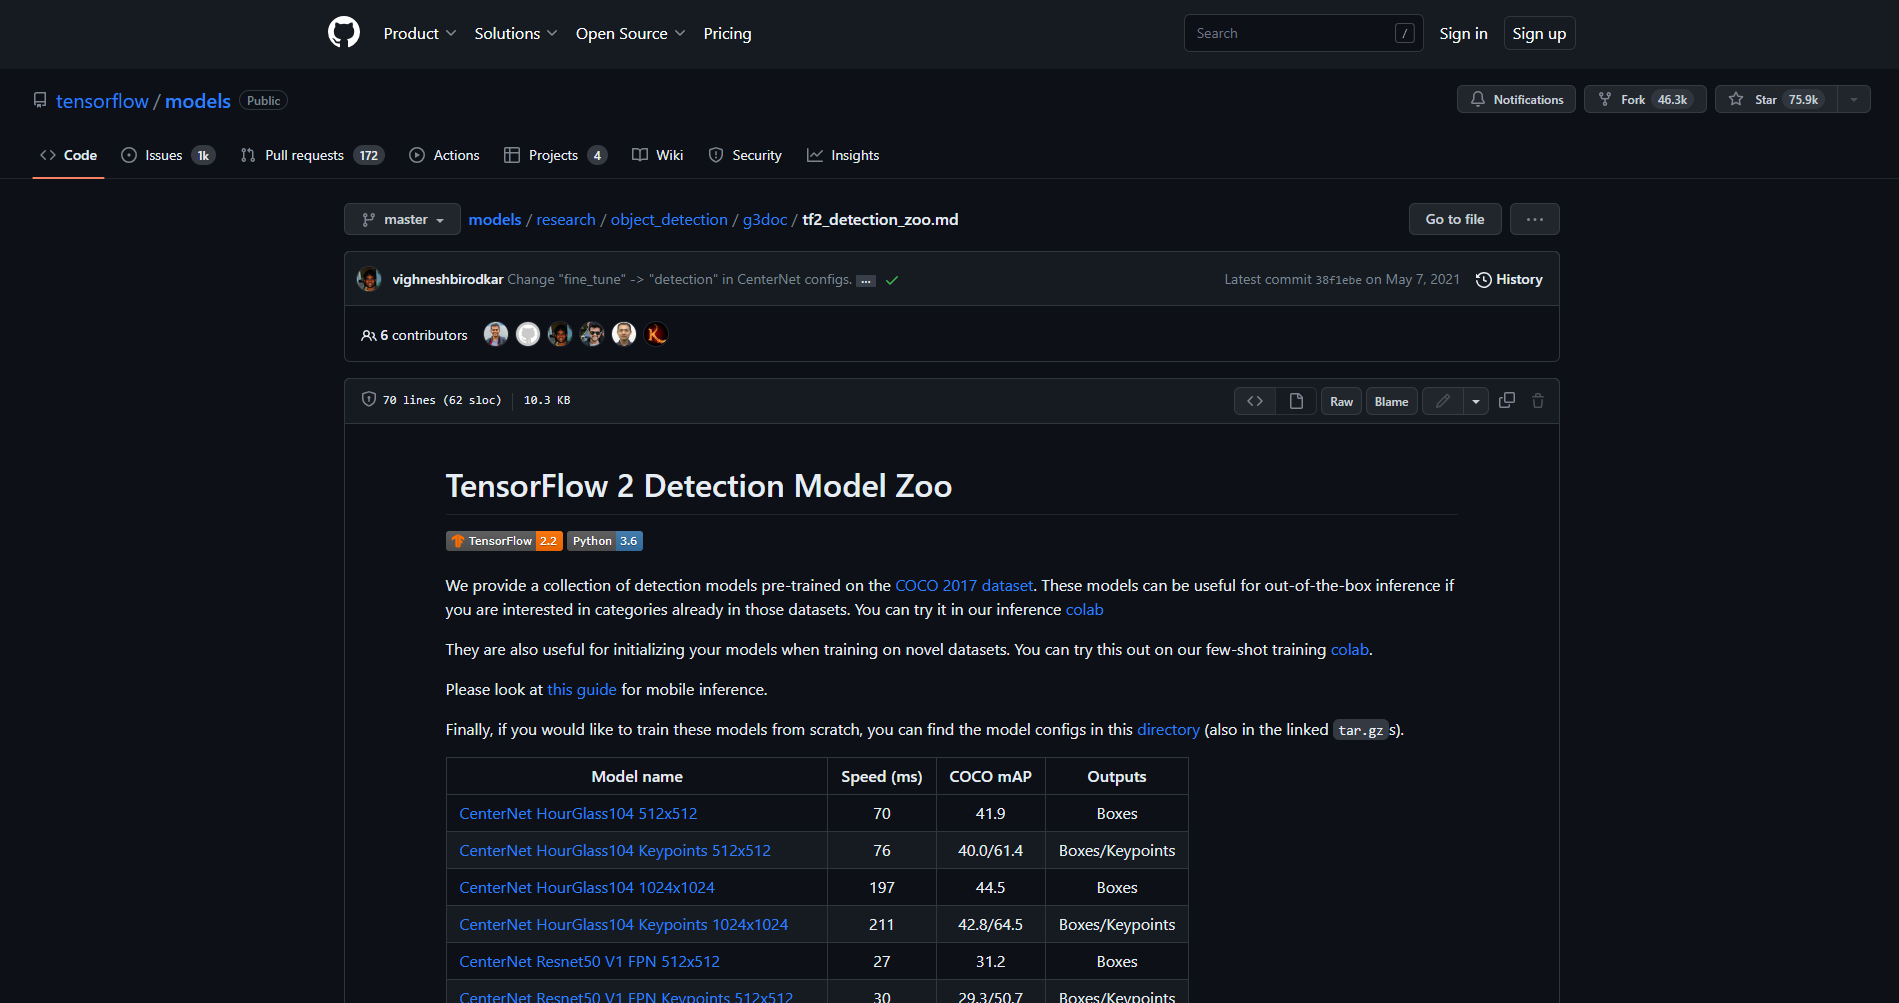 Product Solutions Open Source Pricing Search / Sign in Sign up
tensorflow / models Public Notifications Fork 46.3k Star 75.9k
Code Issues 1k Pull requests 172 Actions Projects 4 Wiki Security Insights
master models / research / object_detection / g3doc / tf2_detection_zoo.md Go to file ...
vighneshbirodkar Change "fine_tune" -> "detection" in CenterNet configs. ... Latest commit 38f1ebe on May 7, 2021 History
6 contributors
70 lines (62 sloc) 10.3 KB Raw Blame
TensorFlow 2 Detection Model Zoo
TensorFlow 2.2 Python 3.6
We provide a collection of detection models pre-trained on the COCO 2017 dataset. These models can be useful for out-of-the-box inference if
you are interested in categories already in those datasets. You can try it in our inference colab
They are also useful for initializing your models when training on novel datasets. You can try this out on our few-shot training colab.
Please look at this guide for mobile inference.
Finally, if you would like to train these models from scratch, you can find the model configs in this directory (also in the linked tar.gz s).
Model name Speed (ms) COCO mAP Outputs
CenterNet HourGlass104 512x512 70 41.9 Boxes
CenterNet HourGlass104 Keypoints 512x512 76 40.0/61.4 Boxes/Keypoints
CenterNet HourGlass104 1024x1024 197 44.5 Boxes
CenterNet HourGlass104 Keypoints 1024x1024 211 42.8/64.5 Boxes/Keypoints
CenterNet Resnet50 V1 FPN 512x512 27 31.2 Boxes
CenterNet Resnet50 V1 FPN Keypoints 512x512 30 29.3/50.7 Boxes/Keypoints